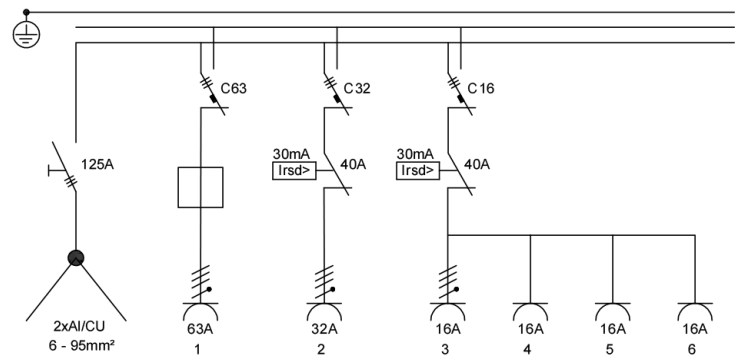 C63
C32
C16
125A
30mA
Irsd>
40A
30mA
Irsd>
40A
2xAl/CU
6 - 95mm²
63A
32A
16A
16A
16A
16A
1
2
3
4
5
6